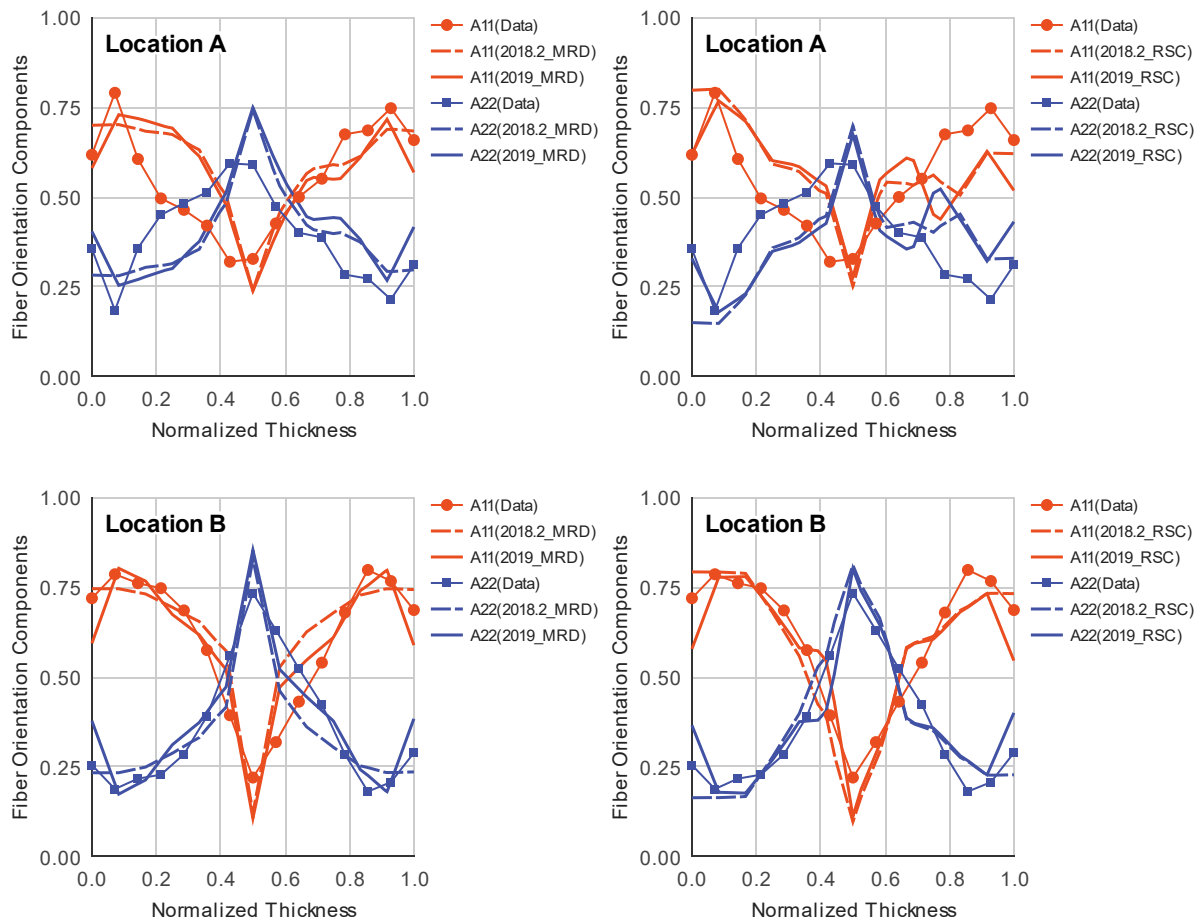 Location A
1.00
0.75
0.50
0.25
0.00
Fiber Orientation Components
0.0 0.2 0.4 0.6 0.8 1.0
Normalized Thickness
A11(Data)
A11(2018.2_MRD)
A11(2019_MRD)
A22(Data)
A22(2018.2_MRD)
A22(2019_MRD)
Location A
1.00
0.75
0.50
0.25
0.00
Fiber Orientation Components
0.0 0.2 0.4 0.6 0.8 1.0
Normalized Thickness
A11(Data)
A11(2018.2_RSC)
A11(2019_RSC)
A22(Data)
A22(2018.2_RSC)
A22(2019_RSC)
Location B
1.00
0.75
0.50
0.25
0.00
Fiber Orientation Components
0.0 0.2 0.4 0.6 0.8 1.0
Normalized Thickness
A11(Data)
A11(2018.2_MRD)
A11(2019_MRD)
A22(Data)
A22(2018.2_MRD)
A22(2019_MRD)
Location B
1.00
0.75
0.50
0.25
0.00
Fiber Orientation Components
0.0 0.2 0.4 0.6 0.8 1.0
Normalized Thickness
A11(Data)
A11(2018.2_RSC)
A11(2019_RSC)
A22(Data)
A22(2018.2_RSC)
A22(2019_RSC)